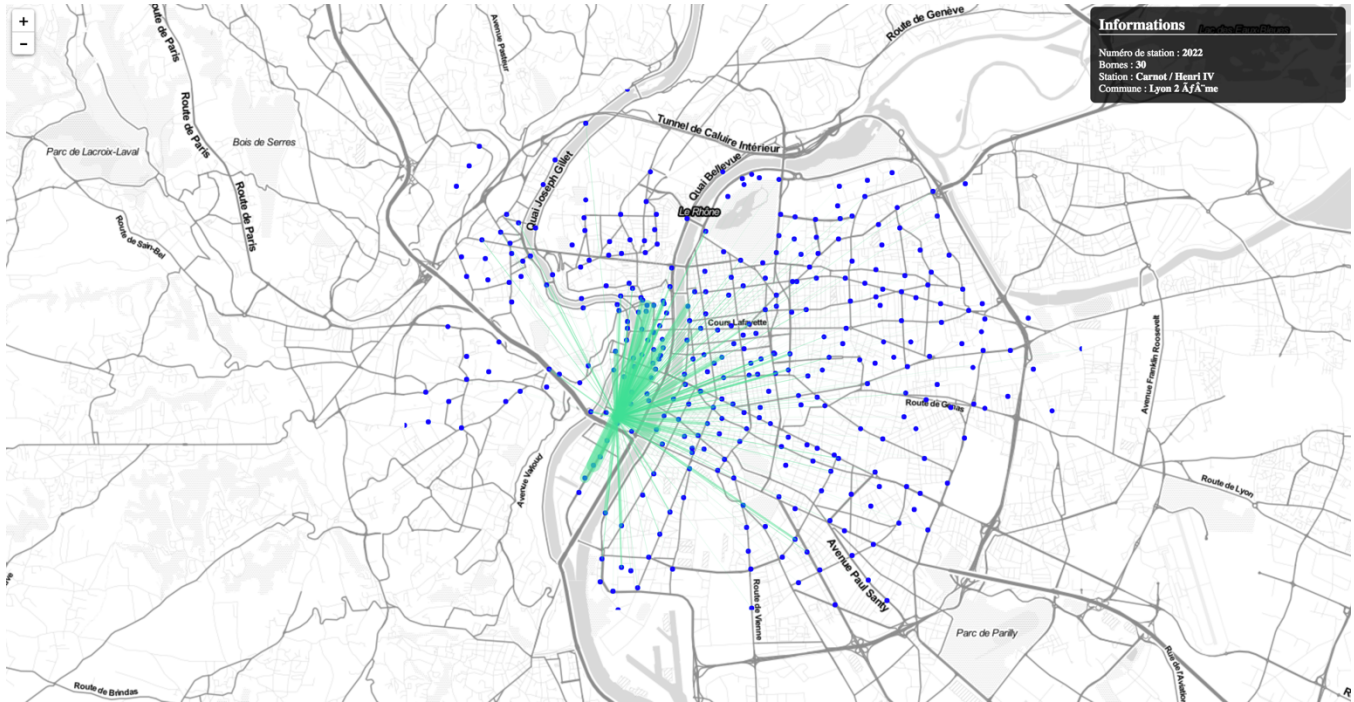 +
−
Route de Paris
Route de Paris
Route de Paris
Avenue Pasteur
Route de Genève
Informations
Numéro de station : 2022
Bornes : 30
Station : Carnot / Henri IV
Commune : Lyon 2 ÃƒÂ¨me
Tunnel de Caluire Intérieur
Bois de Serres
Parc de Lacroix-Laval
Quai Bellevue
Quai Joseph Gillet
Le Rhône
Route de Sain-Bel
Cours Lafayette
Avenue Franklin Roosevelt
Avenue Valioud
Route de Lyon
Avenue Paul Santy
Route de Vienne
Parc de Parilly
Rue de l'Aviation
Route de Brindas